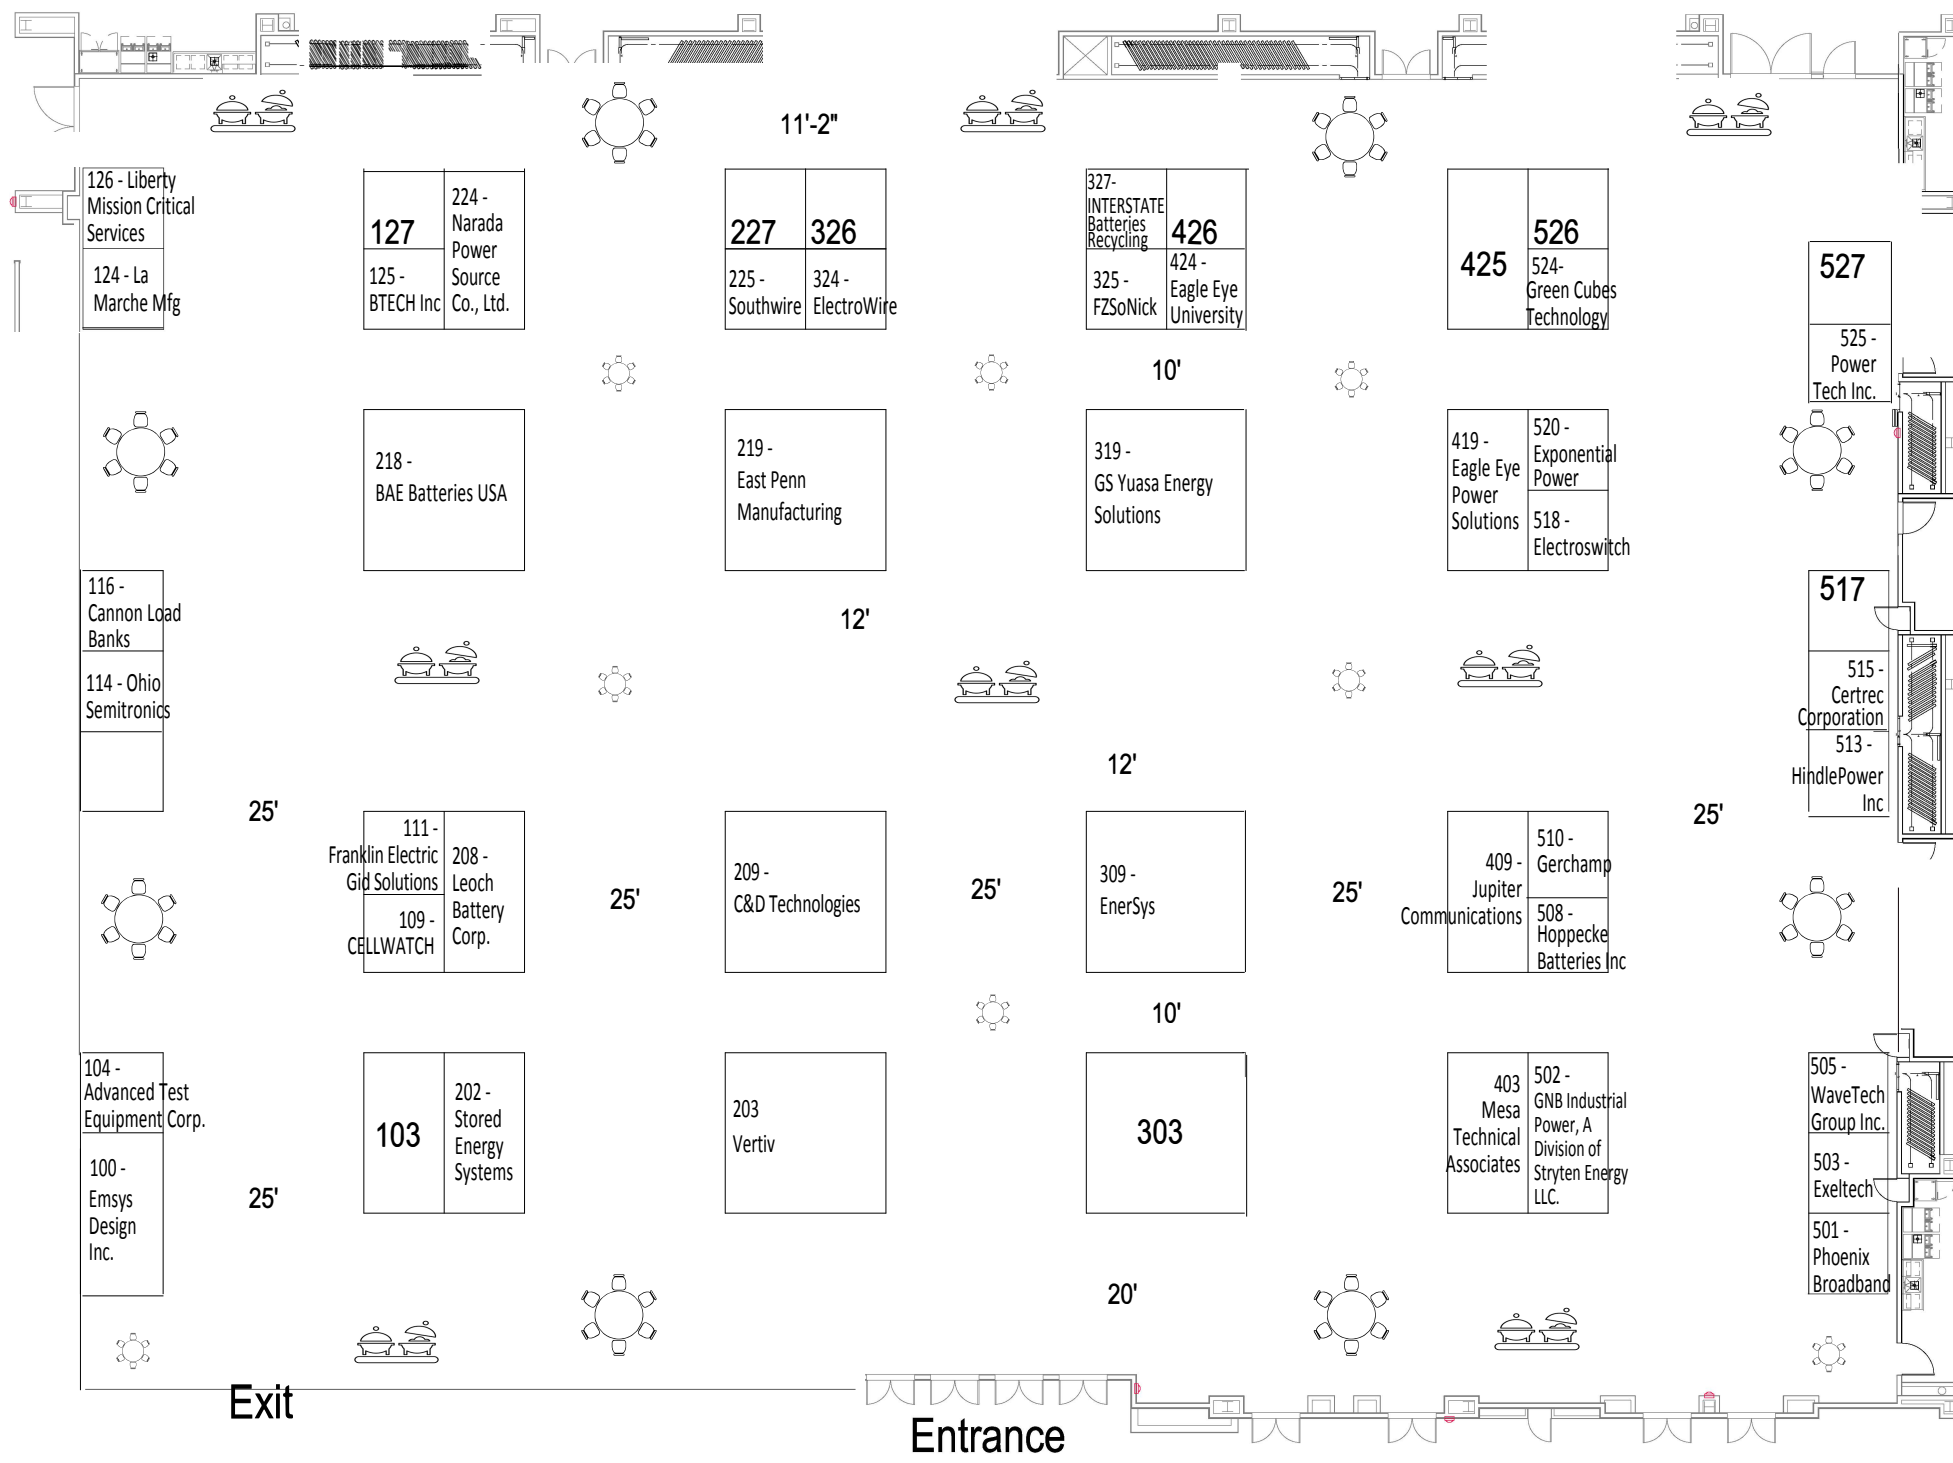 11'-2"
126 - Liberty
Mission Critical
Services
124 - La
Marche Mfg
127
125 -
BTECH Inc
224 -
Narada
Power
Source
Co., Ltd.
227
326
225 -
Southwire
324 -
ElectroWire
327-
INTERSTATE
Batteries
Recycling
426
325 -
FZSoNick
424 -
Eagle Eye
University
425
526
524-
Green Cubes
Technology
527
525 -
Power
Tech Inc.
10'
218 -
BAE Batteries USA
219 -
East Penn
Manufacturing
319 -
GS Yuasa Energy
Solutions
419 -
Eagle Eye
Power
Solutions
520 -
Exponential
Power
518 -
Electroswitch
116 -
Cannon Load
Banks
114 - Ohio
Semitronics
12'
517
515 -
Certrec
Corporation
513 -
HindlePower
Inc
12'
25'
25'
111 -
Franklin Electric
Gid Solutions
109 -
CELLWATCH
208 -
Leoch
Battery
Corp.
25'
209 -
C&D Technologies
25'
309 -
EnerSys
25'
409 -
Jupiter
Communications
510 -
Gerchamp
508 -
Hoppecke
Batteries Inc
10'
104 -
Advanced Test
Equipment Corp.
100 -
Emsys
Design
Inc.
25'
103
202 -
Stored
Energy
Systems
203
Vertiv
303
403
Mesa
Technical
Associates
502 -
GNB Industrial
Power, A
Division of
Stryten Energy
LLC.
505 -
WaveTech
Group Inc.
503 -
Exeltech
501 -
Phoenix
Broadband
20'
Exit
Entrance